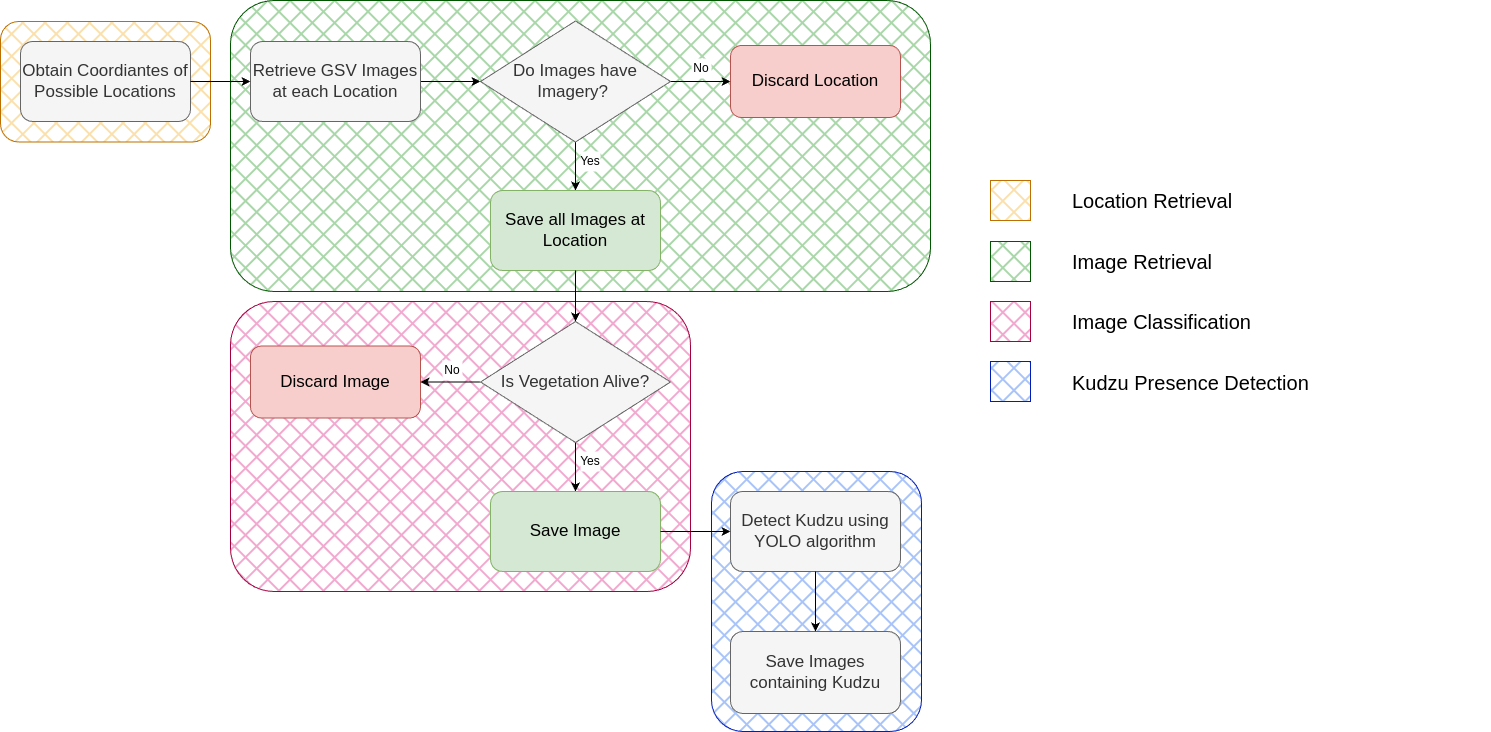 Obtain Coordiantes of
Possible Locations
Retrieve GSV Images
at each Location
Do Images have
Imagery?
No
Discard Location
Yes
Save all Images at
Location
Location Retrieval
Image Retrieval
Image Classification
Kudzu Presence Detection
Discard Image
No
Is Vegetation Alive?
Yes
Save Image
Detect Kudzu using
YOLO algorithm
Save Images
containing Kudzu